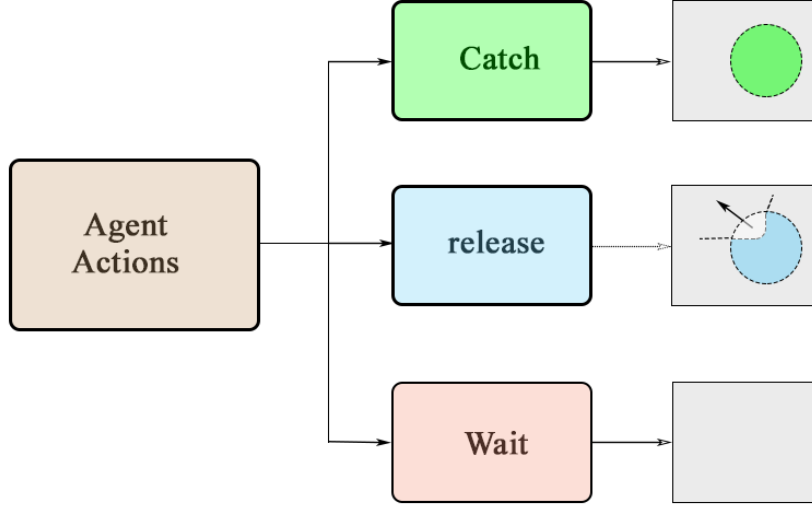 Catch
Agent
Actions
release
Wait